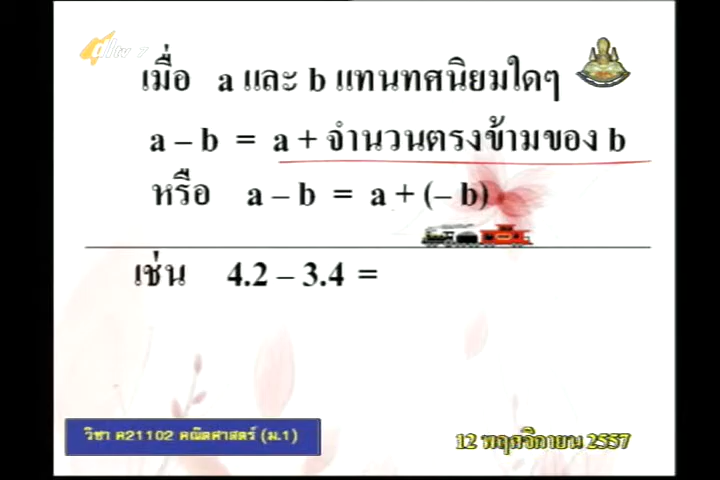 เมื่อ a และ b แทนทศนิยมใดๆ
a – b = a + จำนวนตรงข้ามของ b
หรือ a – b = a + (– b)
เช่น 4.2 – 3.4 =
วิชา ค21102 คณิตศาสตร์ (ม.1)
12 พฤศจิกายน 2557